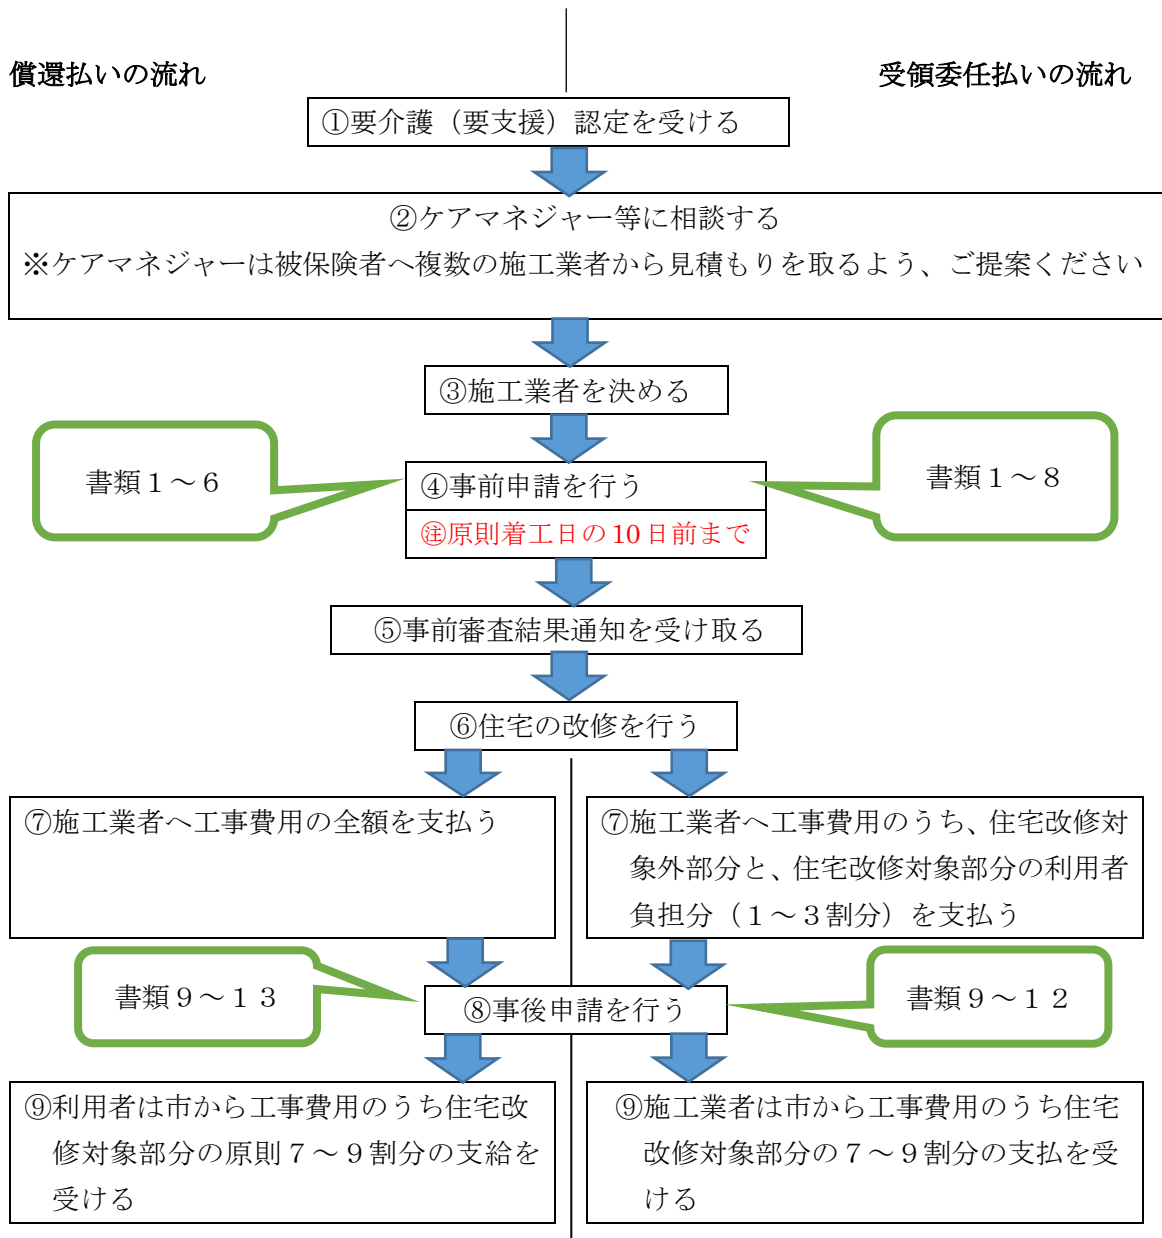 償還払いの流れ
受領委任払いの流れ
①要介護（要支援）認定を受ける
②ケアマネジャー等に相談する
※ケアマネジャーは被保険者へ複数の施工業者から見積もりを取るよう、ご提案ください
③施工業者を決める
書類１～６
④事前申請を行う
㊟原則着工日の10日前まで
書類１～８
⑤事前審査結果通知を受け取る
⑥住宅の改修を行う
⑦施工業者へ工事費用の全額を支払う
⑦施工業者へ工事費用のうち、住宅改修対
象外部分と、住宅改修対象部分の利用者
負担分（１～３割分）を支払う
書類９～１３
⑧事後申請を行う
書類９～１２
⑨利用者は市から工事費用のうち住宅改
修対象部分の原則７～９割分の支給を
受ける
⑨施工業者は市から工事費用のうち住宅
改修対象部分の７～９割分の支払を受
ける